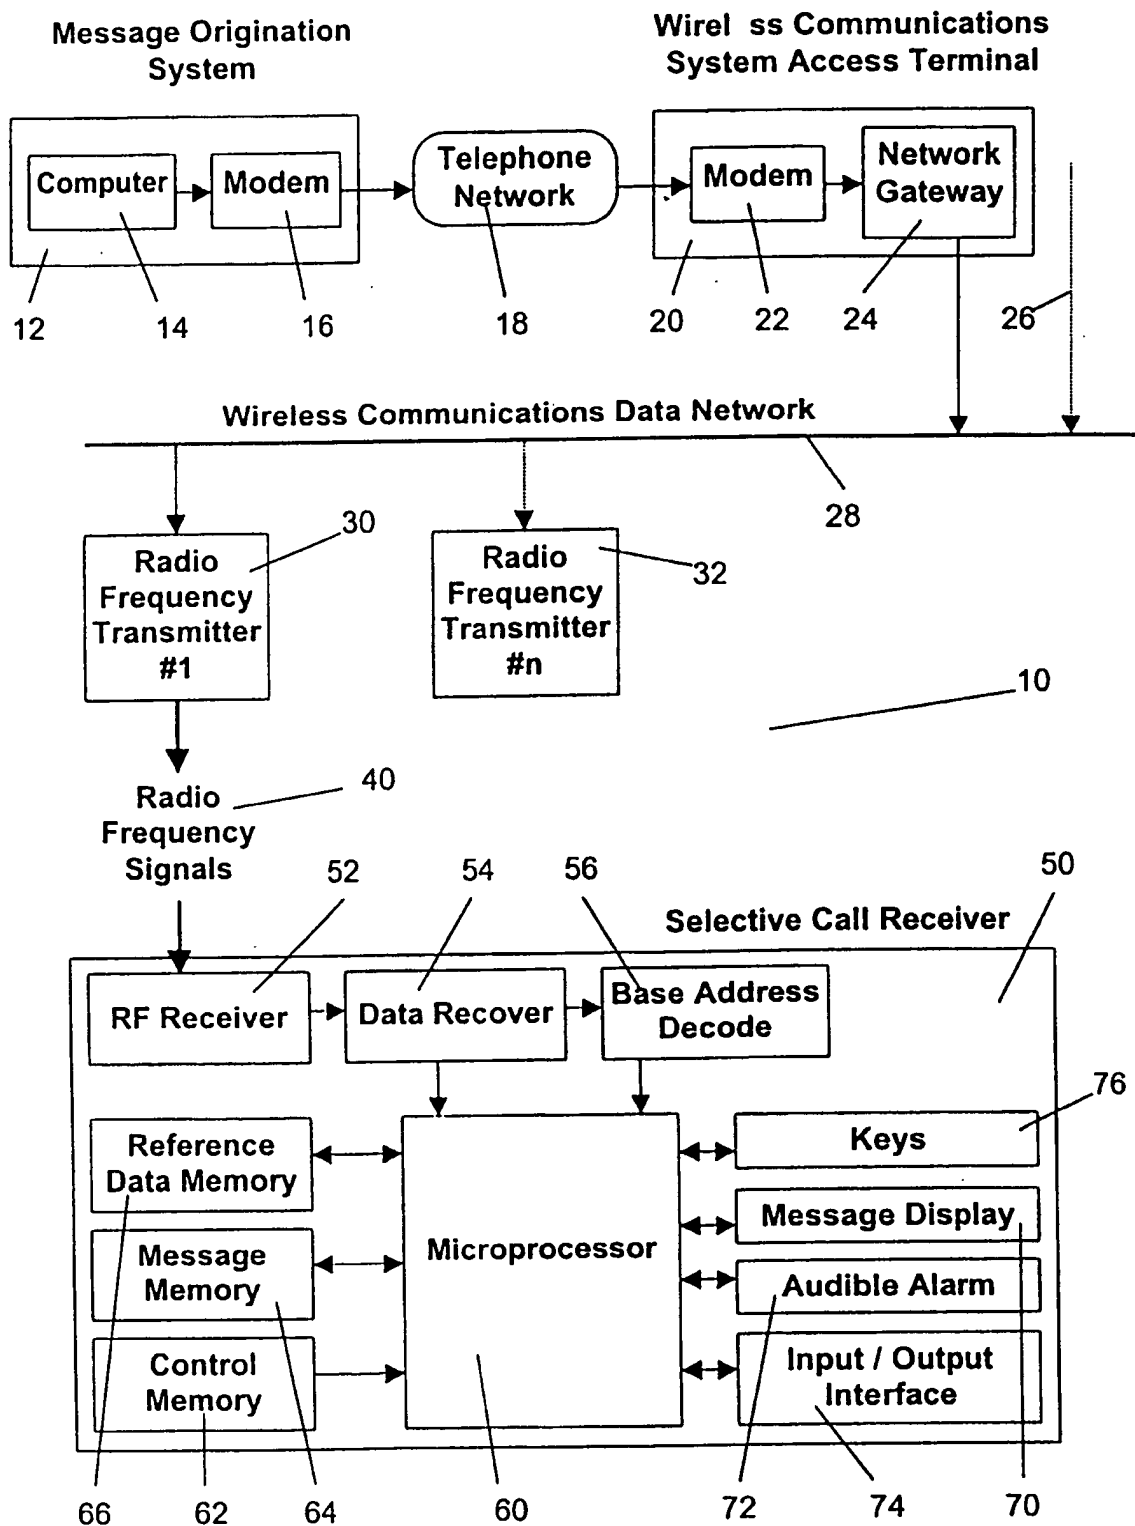 Message Origination
System
Wirel ss Communications
System Access Terminal
Computer
Modem
Telephone
Network
Modem
Network
Gateway
12
14
16
18
20
22
24
26
Wireless Communications Data Network
28
Radio
Frequency
Transmitter
#1
30
Radio
Frequency
Transmitter
#n
32
10
Radio
Frequency
Signals
40
52
54
56
50
Selective Call Receiver
RF Receiver
Data Recover
Base Address
Decode
76
Reference
Data Memory
Message
Memory
Control
Memory
Microprocessor
Keys
Message Display
Audible Alarm
Input / Output
Interface
66
62
64
60
72
74
70